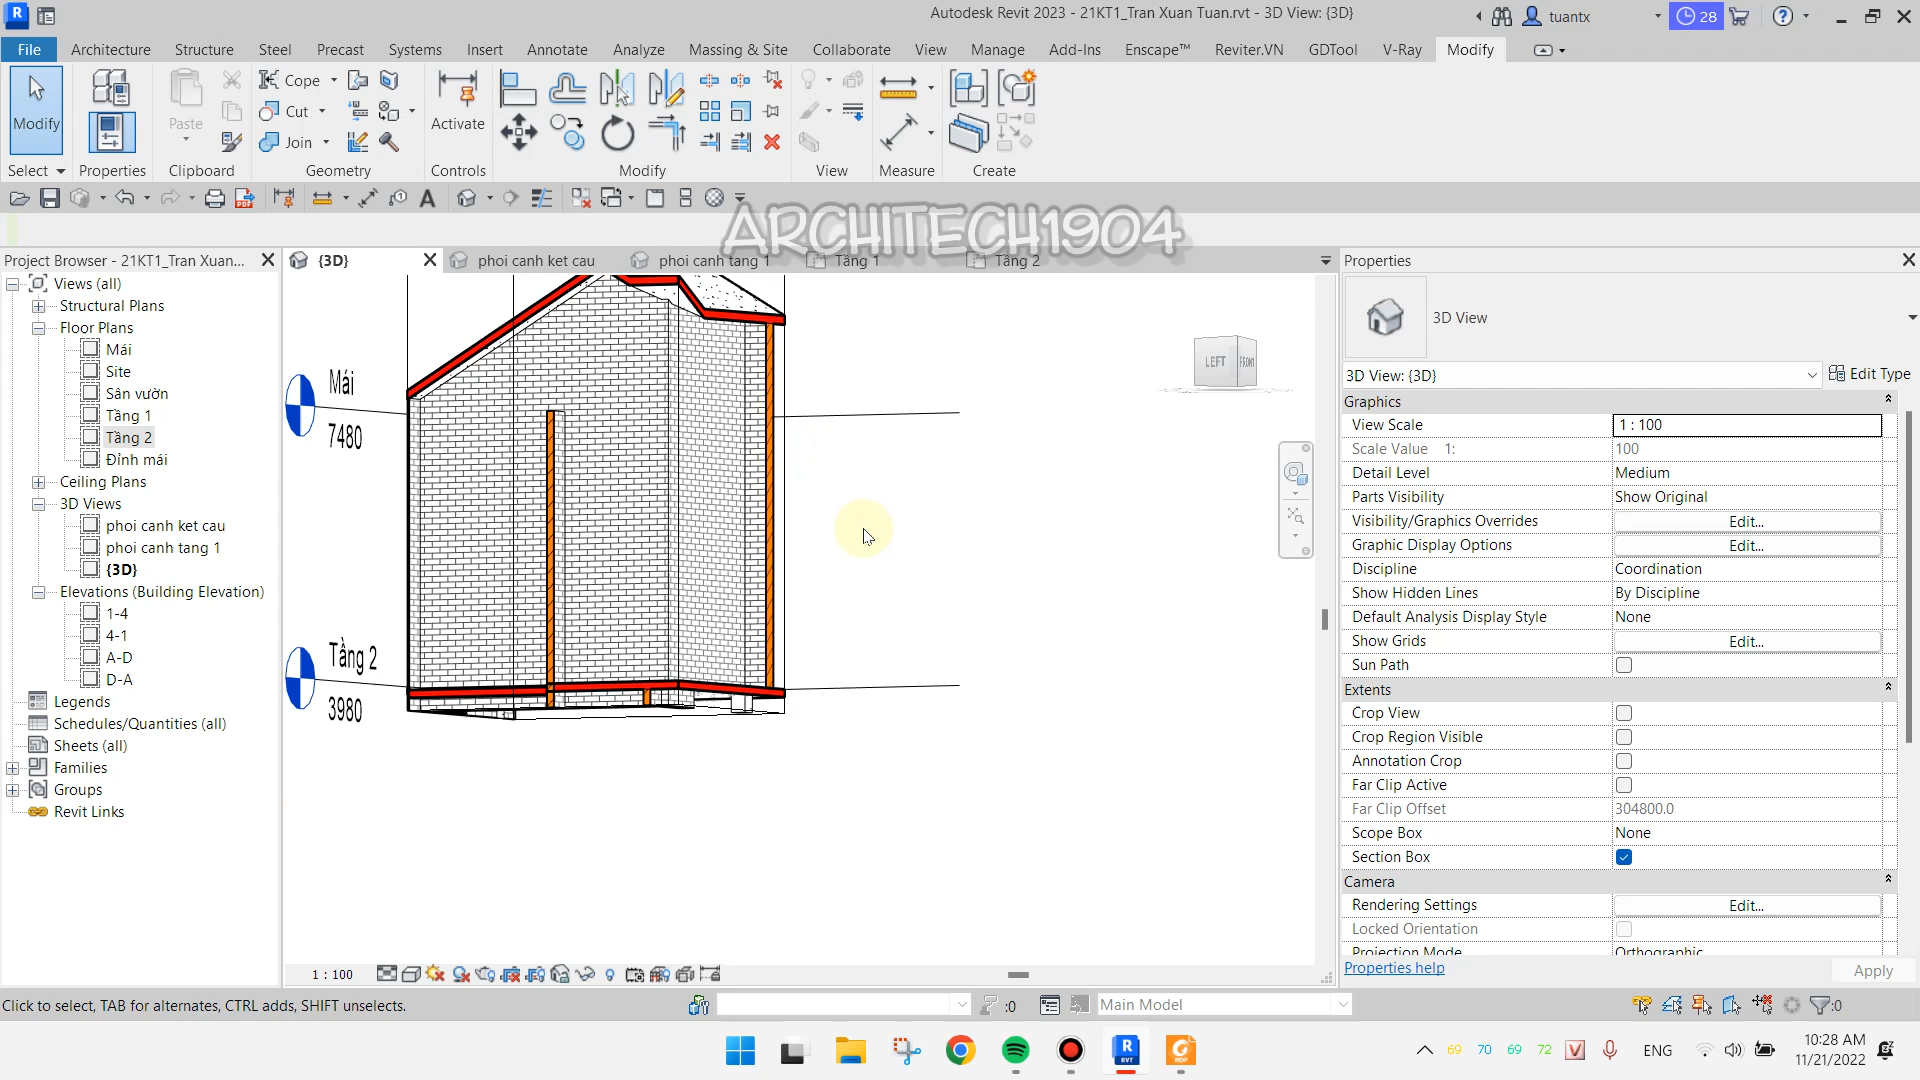 Autodesk Revit 2023 - 21KT1_Tran Xuan Tuan.rvt - 3D View: {3D}
tuantx
28
File Architecture Structure Steel Precast Systems Insert Annotate Analyze Massing & Site Collaborate View Manage Add-Ins Enscape™ Reviter.VN GDTool V-Ray Modify
Modify
Paste
Cope
Cut
Join
Activate
Select Properties Clipboard Geometry Controls Modify View Measure Create
ARCHITECH1904
Project Browser - 21KT1_Tran Xuan...
{3D}
phoi canh ket cau
phoi canh tang 1
Tầng 1
Tầng 2
Views (all)
Structural Plans
Floor Plans
Mái
Site
Sân vườn
Tầng 1
Tầng 2
Đỉnh mái
Ceiling Plans
3D Views
phoi canh ket cau
phoi canh tang 1
{3D}
Elevations (Building Elevation)
1-4
4-1
A-D
D-A
Legends
Schedules/Quantities (all)
Sheets (all)
Families
Groups
Revit Links
Mái
7480
Tầng 2
3980
LEFT
FRONT
Properties
3D View
3D View: {3D}
Edit Type
Graphics
View Scale 1 : 100
Scale Value 1: 100
Detail Level Medium
Parts Visibility Show Original
Visibility/Graphics Overrides Edit...
Graphic Display Options Edit...
Discipline Coordination
Show Hidden Lines By Discipline
Default Analysis Display Style None
Show Grids Edit...
Sun Path
Extents
Crop View
Crop Region Visible
Annotation Crop
Far Clip Active
Far Clip Offset 304800.0
Scope Box None
Section Box
Camera
Rendering Settings Edit...
Locked Orientation
Projection Mode Orthographic
Properties help
Apply
1 : 100
Click to select, TAB for alternates, CTRL adds, SHIFT unselects.
:0
Main Model
:0
69 70 69 72
ENG
10:28 AM
11/21/2022